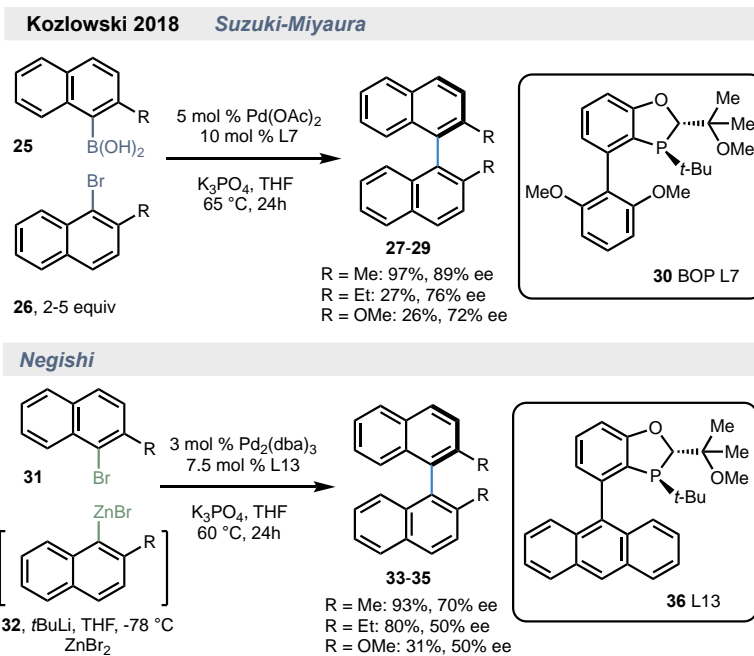 Kozlowski 2018 Suzuki-Miyaura
R
25
B(OH)2
Br
R
26, 2-5 equiv
5 mol % Pd(OAc)2
10 mol % L7
K3PO4, THF
65 °C, 24h
R
R
27-29
R = Me: 97%, 89% ee
R = Et: 27%, 76% ee
R = OMe: 26%, 72% ee
O
Me
Me
OMe
P
t-Bu
MeO
OMe
30 BOP L7
Negishi
R
31
Br
ZnBr
R
32, tBuLi, THF, -78 °C
ZnBr2
3 mol % Pd2(dba)3
7.5 mol % L13
K3PO4, THF
60 °C, 24h
R
R
33-35
R = Me: 93%, 70% ee
R = Et: 80%, 50% ee
R = OMe: 31%, 50% ee
O
Me
Me
OMe
P
t-Bu
36 L13